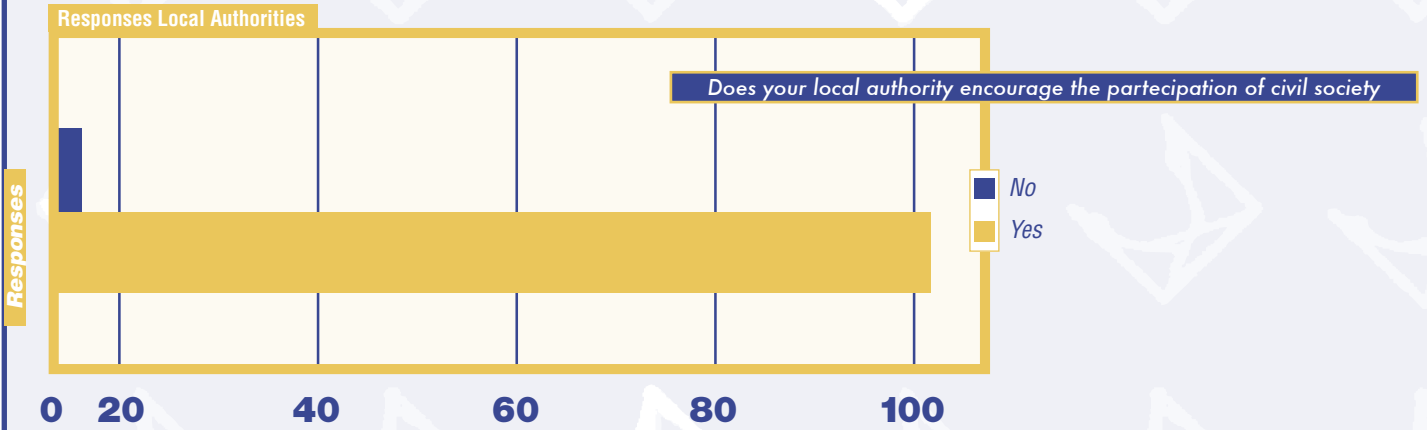 Responses Local Authorities
Does your local authority encourage the partecipation of civil society
Responses
No
Yes
0 20 40 60 80 100